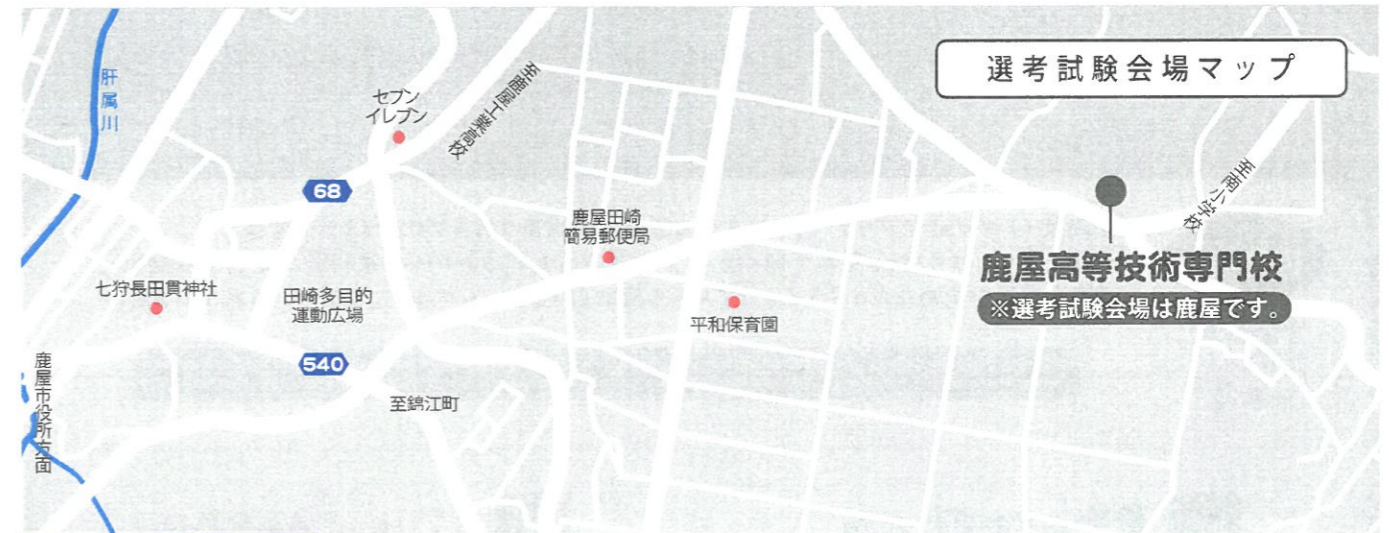 選考試験会場マップ
肝属川
セブン
イレブン
至鹿屋工業高校
68
至南小学校
鹿屋田崎
簡易郵便局
鹿屋高等技術専門校
※選考試験会場は鹿屋です。
七狩長田貫神社
田崎多目的
運動広場
平和保育園
540
鹿屋市役所方面
至錦江町